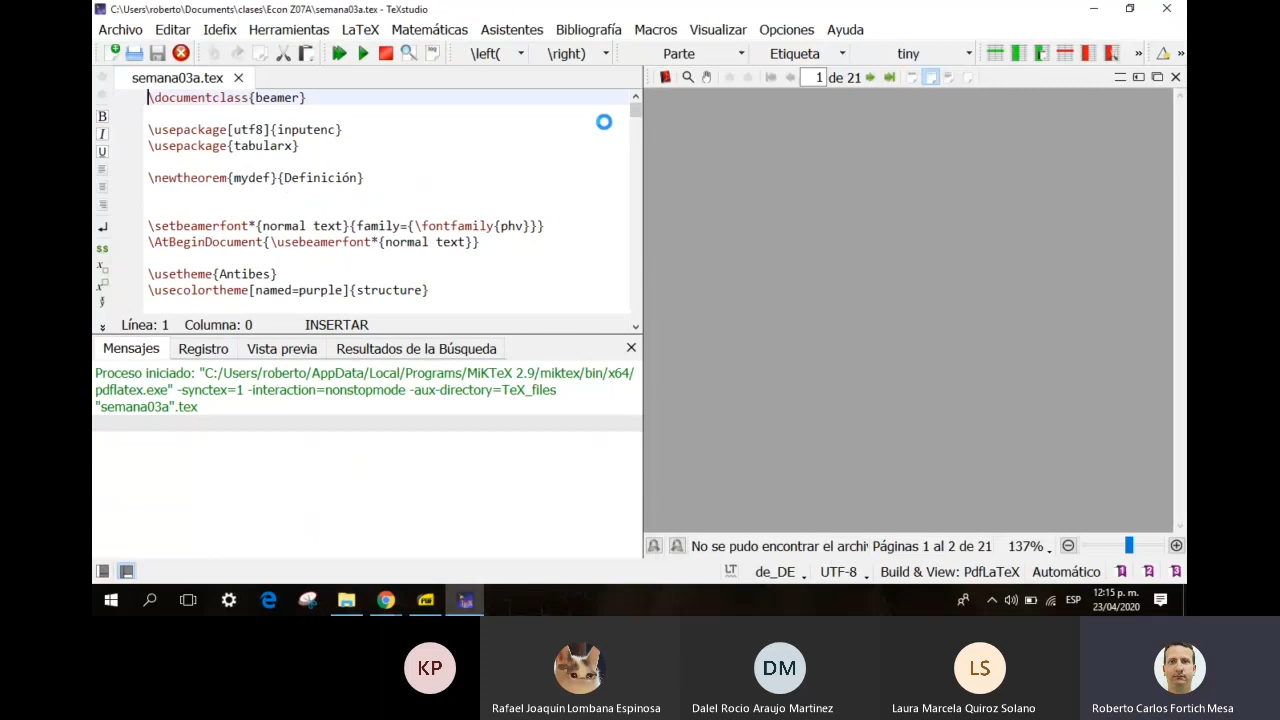 C:\Users\roberto\Documents\clases\Econ Z07A\semana03a.tex - TeXstudio
Archivo Editar Idefix Herramientas LaTeX Matemáticas Asistentes Bibliografía Macros Visualizar Opciones Ayuda
\left( \right) Parte Etiqueta tiny
semana03a.tex
1 de 21
\documentclass{beamer}
\usepackage[utf8]{inputenc}
\usepackage{tabularx}
\newtheorem{mydef}{Definición}
\setbeamerfont*{normal text}{family={\fontfamily{phv}}}
\AtBeginDocument{\usebeamerfont*{normal text}}
\usetheme{Antibes}
\usecolortheme[named=purple]{structure}
Línea: 1 Columna: 0 INSERTAR
Mensajes Registro Vista previa Resultados de la Búsqueda
Proceso iniciado: "C:/Users/roberto/AppData/Local/Programs/MiKTeX 2.9/miktex/bin/x64/
pdflatex.exe" -synctex=1 -interaction=nonstopmode -aux-directory=TeX_files
"semana03a".tex
No se pudo encontrar el archi Páginas 1 al 2 de 21 137%
LT de_DE UTF-8 Build & View: PdfLaTeX Automático 1 2 3
ESP 12:15 p. m.
23/04/2020
KP DM LS
Rafael Joaquin Lombana Espinosa Dalel Rocio Araujo Martinez Laura Marcela Quiroz Solano Roberto Carlos Fortich Mesa